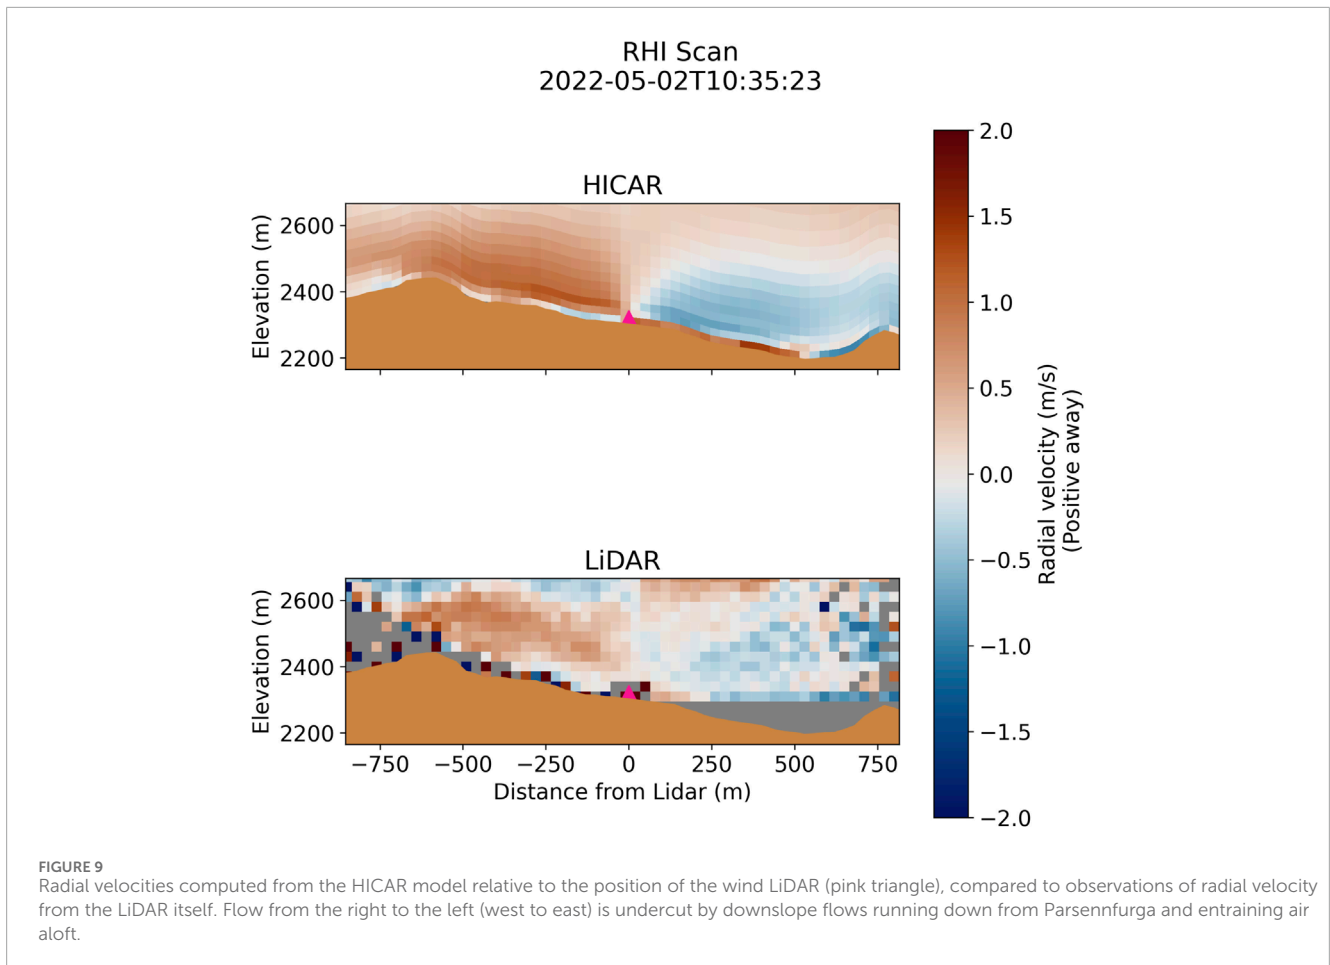 RHI Scan
2022-05-02T10:35:23
HICAR
Elevation (m)
2600
2400
2200
LiDAR
Elevation (m)
2600
2400
2200
−750 −500 −250 0 250 500 750
Distance from Lidar (m)
2.0
1.5
1.0
0.5
0.0
−0.5
−1.0
−1.5
−2.0
Radial velocity (m/s)
(Positive away)
FIGURE 9
Radial velocities computed from the HICAR model relative to the position of the wind LiDAR (pink triangle), compared to observations of radial velocity
from the LiDAR itself. Flow from the right to the left (west to east) is undercut by downslope flows running down from Parsennfurga and entraining air
aloft.